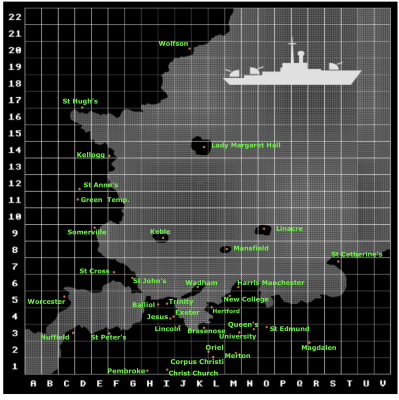 22
21
20
19
18
17
16
15
14
13
12
11
10
9
8
7
6
5
4
3
2
1
A B C D E F G H I J K L M N O P Q R S T U V
Wolfson
St Hugh's
Lady Margaret Hall
Kellogg
St Anne's
Green Temp.
Somerville
Keble
Linacre
Mansfield
St Catherine's
St Cross
St John's
Wadham
Harris Manchester
Worcester
Balliol
Trinity
New College
Jesus
Exeter
Hertford
Lincoln
Brasenose
Queen's
St Edmund
Nuffield
St Peter's
University
Oriel
Merton
Magdalen
Corpus Christi
Pembroke
Christ Church